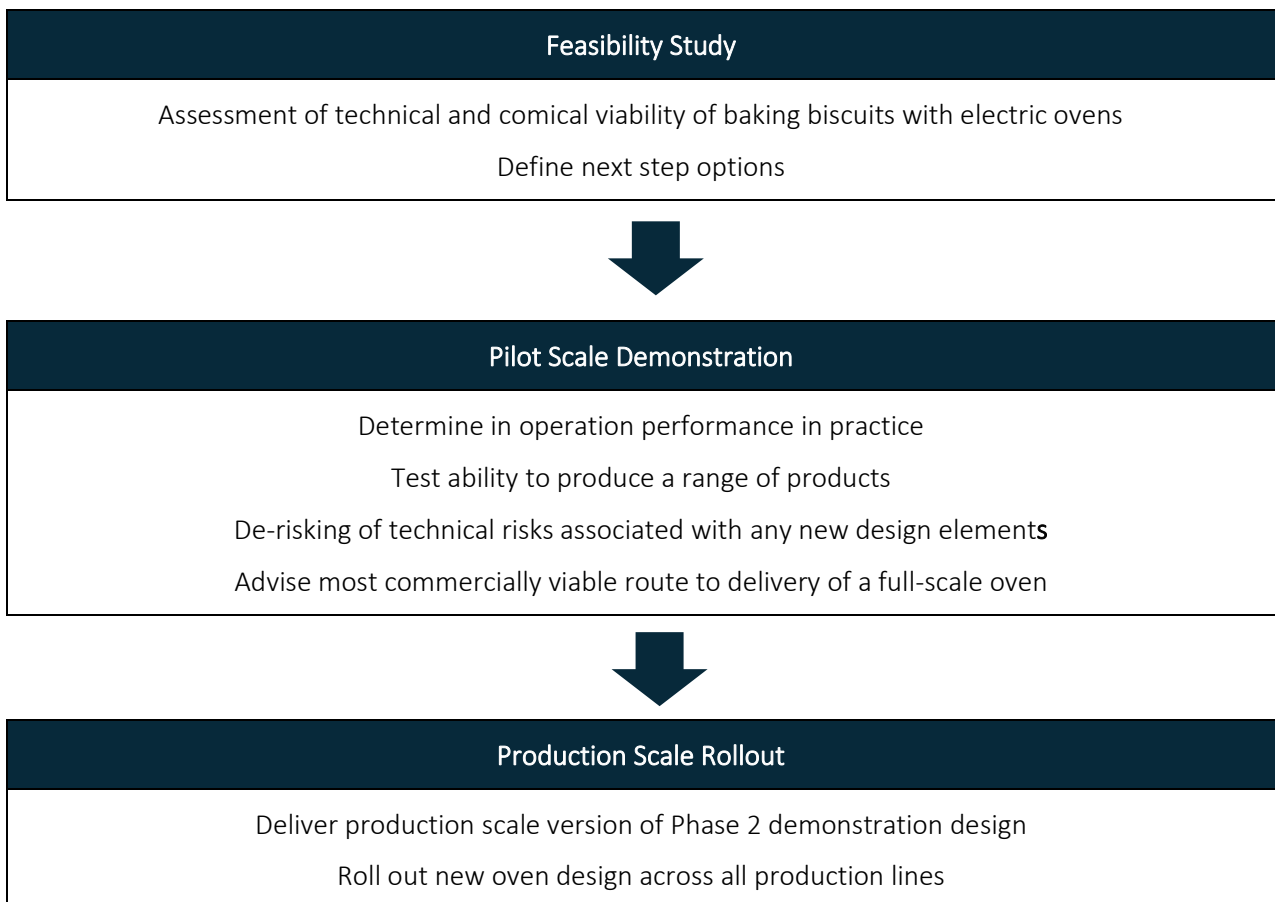 Feasibility Study
Assessment of technical and comical viability of baking biscuits with electric ovens
Define next step options
Pilot Scale Demonstration
Determine in operation performance in practice
Test ability to produce a range of products
De-risking of technical risks associated with any new design elements
Advise most commercially viable route to delivery of a full-scale oven
Production Scale Rollout
Deliver production scale version of Phase 2 demonstration design
Roll out new oven design across all production lines